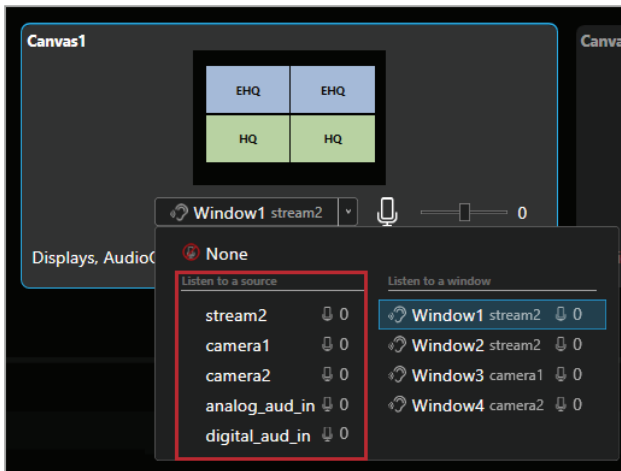 Canvas1
Canva
EHQ EHQ
HQ HQ
Window1 stream2 0
Displays, Audio
None
Listen to a source
stream2 0
camera1 0
camera2 0
analog_aud_in 0
digital_aud_in 0
Listen to a window
Window1 stream2 0
Window2 stream2 0
Window3 camera1 0
Window4 camera2 0